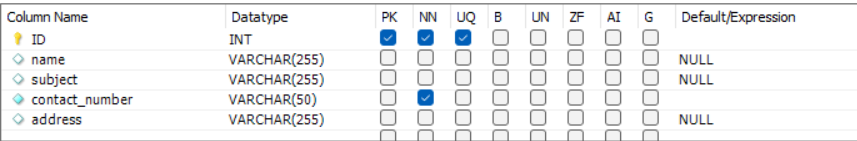 Column Name Datatype PK NN UQ B UN ZF AI G Default/Expression
ID INT
name VARCHAR(255) NULL
subject VARCHAR(255) NULL
contact_number VARCHAR(50)
address VARCHAR(255) NULL